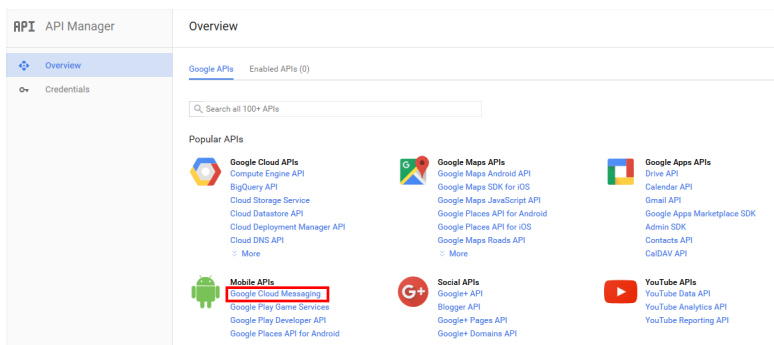 API API Manager
Overview
Overview
Credentials
Google APIs Enabled APIs (0)
Search all 100+ APIs
Popular APIs
Google Cloud APIs
Compute Engine API
BigQuery API
Cloud Storage Service
Cloud Datastore API
Cloud Deployment Manager API
Cloud DNS API
More
Google Maps APIs
Google Maps Android API
Google Maps SDK for iOS
Google Maps JavaScript API
Google Places API for Android
Google Places API for iOS
Google Maps Roads API
More
Google Apps APIs
Drive API
Calendar API
Gmail API
Google Apps Marketplace SDK
Admin SDK
Contacts API
CalDAV API
Mobile APIs
Google Cloud Messaging
Google Play Game Services
Google Play Developer API
Google Places API for Android
G+
Social APIs
Google+ API
Blogger API
Google+ Pages API
Google+ Domains API
YouTube APIs
YouTube Data API
YouTube Analytics API
YouTube Reporting API